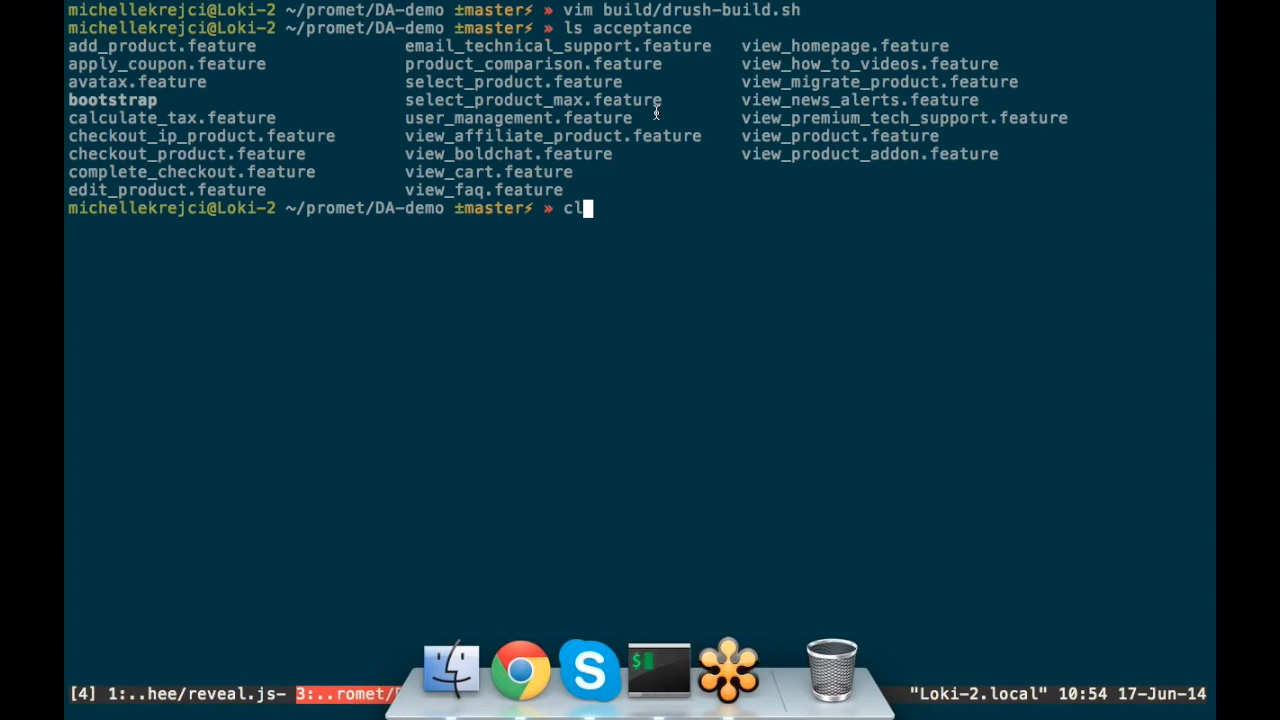 michellekrejci@Loki-2 ~/promet/DA-demo ±master⚡ » vim build/drush-build.sh
michellekrejci@Loki-2 ~/promet/DA-demo ±master⚡ » ls acceptance
add_product.feature email_technical_support.feature view_homepage.feature
apply_coupon.feature product_comparison.feature view_how_to_videos.feature
avatax.feature select_product.feature view_migrate_product.feature
bootstrap select_product_max.feature view_news_alerts.feature
calculate_tax.feature user_management.feature view_premium_tech_support.feature
checkout_ip_product.feature view_affiliate_product.feature view_product.feature
checkout_product.feature view_boldchat.feature view_product_addon.feature
complete_checkout.feature view_cart.feature
edit_product.feature view_faq.feature
michellekrejci@Loki-2 ~/promet/DA-demo ±master⚡ » cl
$
S
[4] 1:..hee/reveal.js- 3:..romet/ "Loki-2.local" 10:54 17-Jun-14